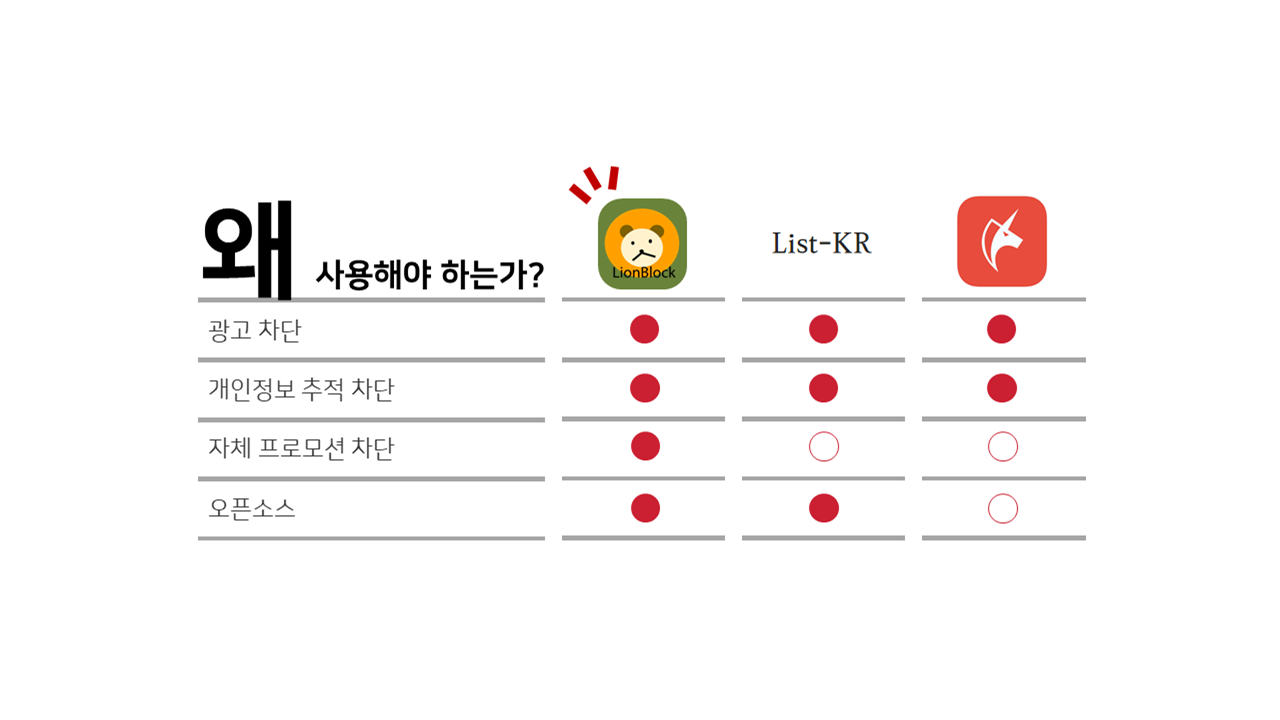 왜 사용해야 하는가?
LionBlock
List-KR
광고 차단
개인정보 추적 차단
자체 프로모션 차단
오픈소스